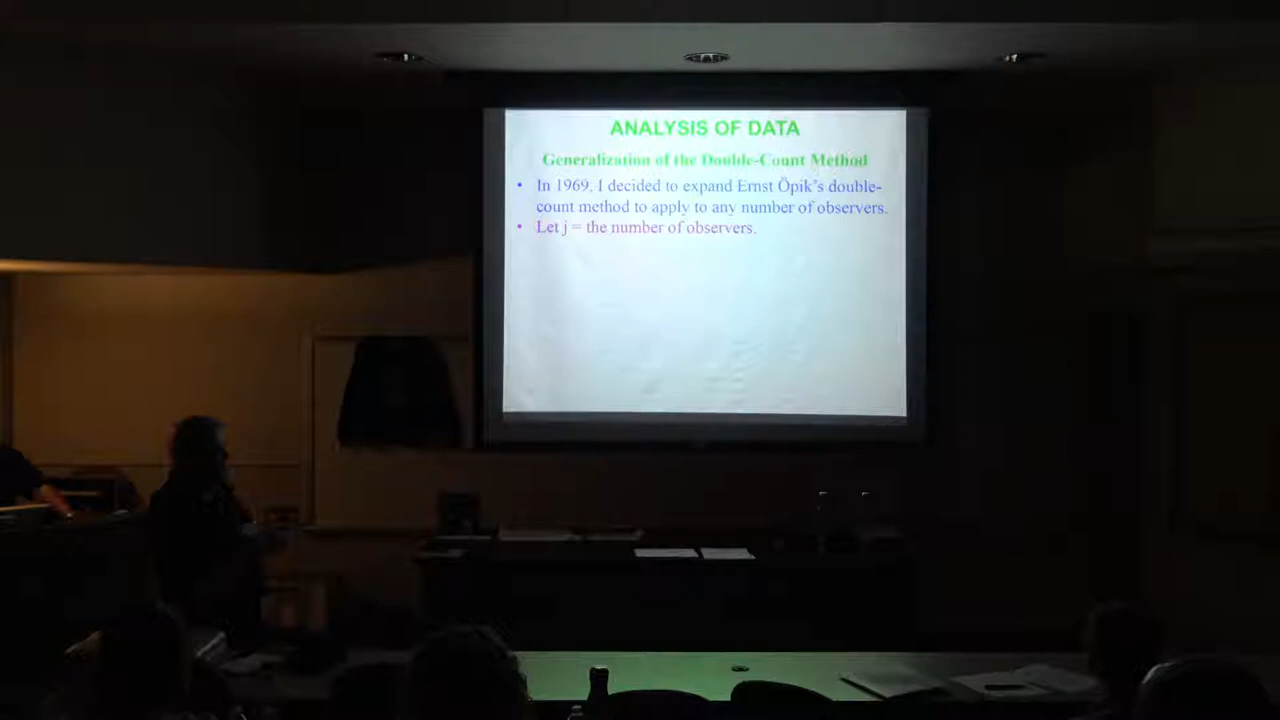 ANALYSIS OF DATA
Generalization of the Double-Count Method
• In 1969, I decided to expand Ernst Öpik's double-
count method to apply to any number of observers.
• Let j = the number of observers.